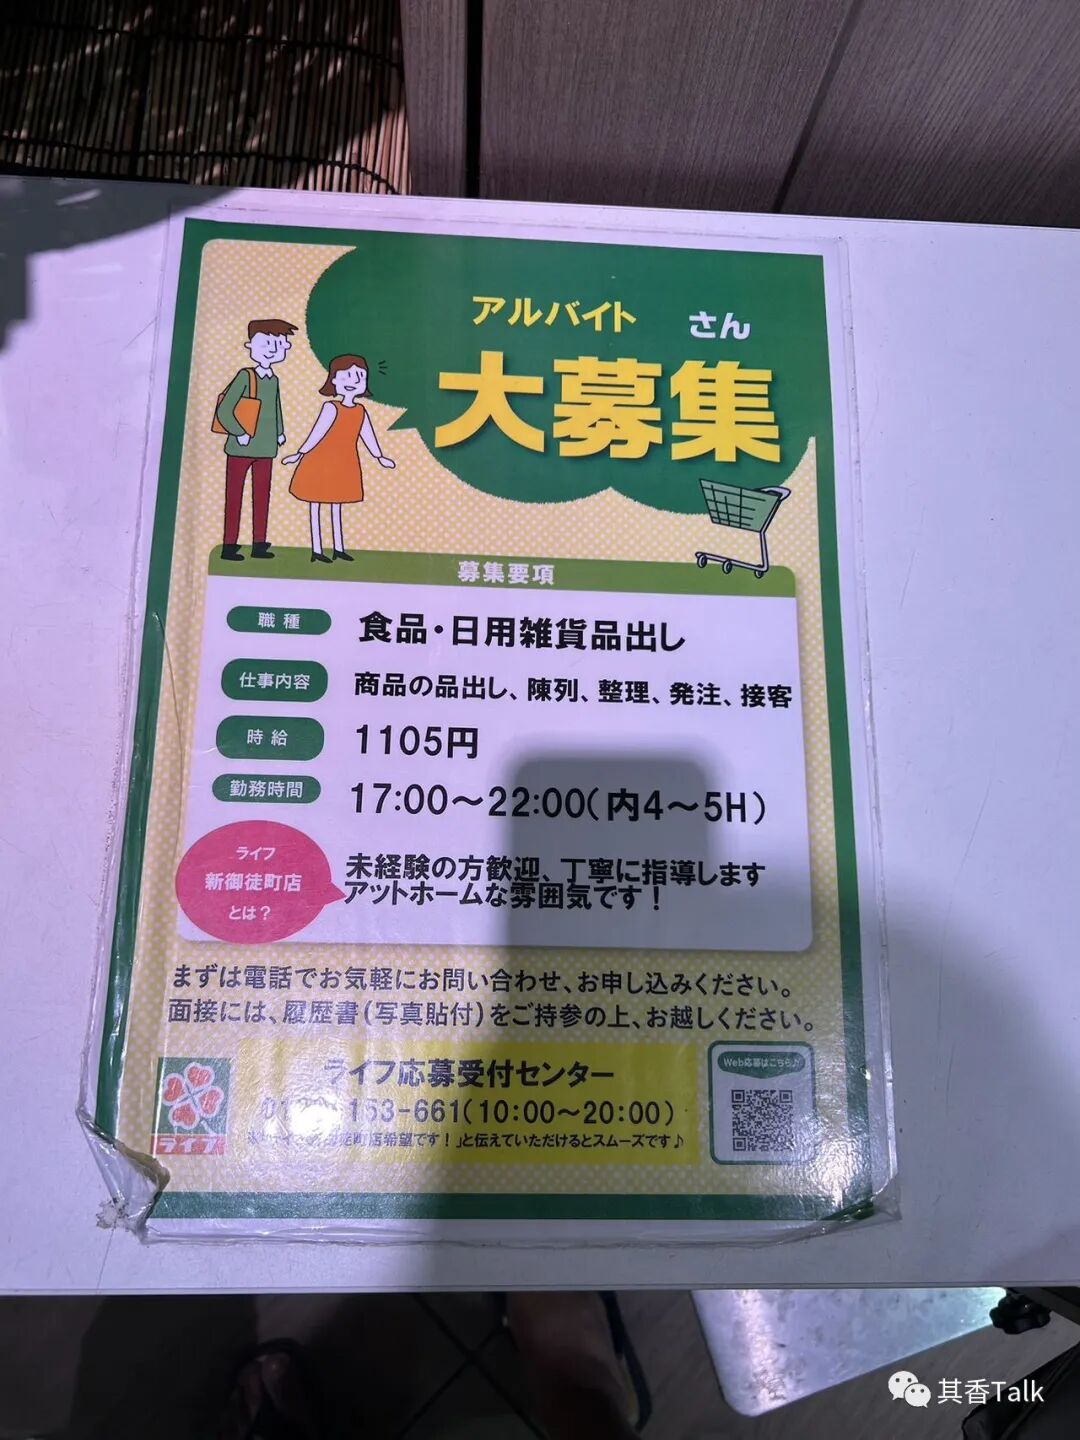 アルバイト さん
大募集
募集要項
職種 食品・日用雑貨品出し
仕事内容 商品の品出し、陳列、整理、発注、接客
時給 1105円
勤務時間 17:00～22:00(内4～5H)
ライフ
新御徒町店
とは?
未経験の方歓迎、丁寧に指導します
アットホームな雰囲気です!
まずは電話でお気軽にお問い合わせ、お申し込みください。
面接には、履歴書(写真貼付)をご持参の上、お越しください。
ライフ応募受付センター
153-661(10:00～20:00)
町店希望です!」と伝えていただけるとスムーズです♪
Web応募はこちら♪
ライフ
其香Talk